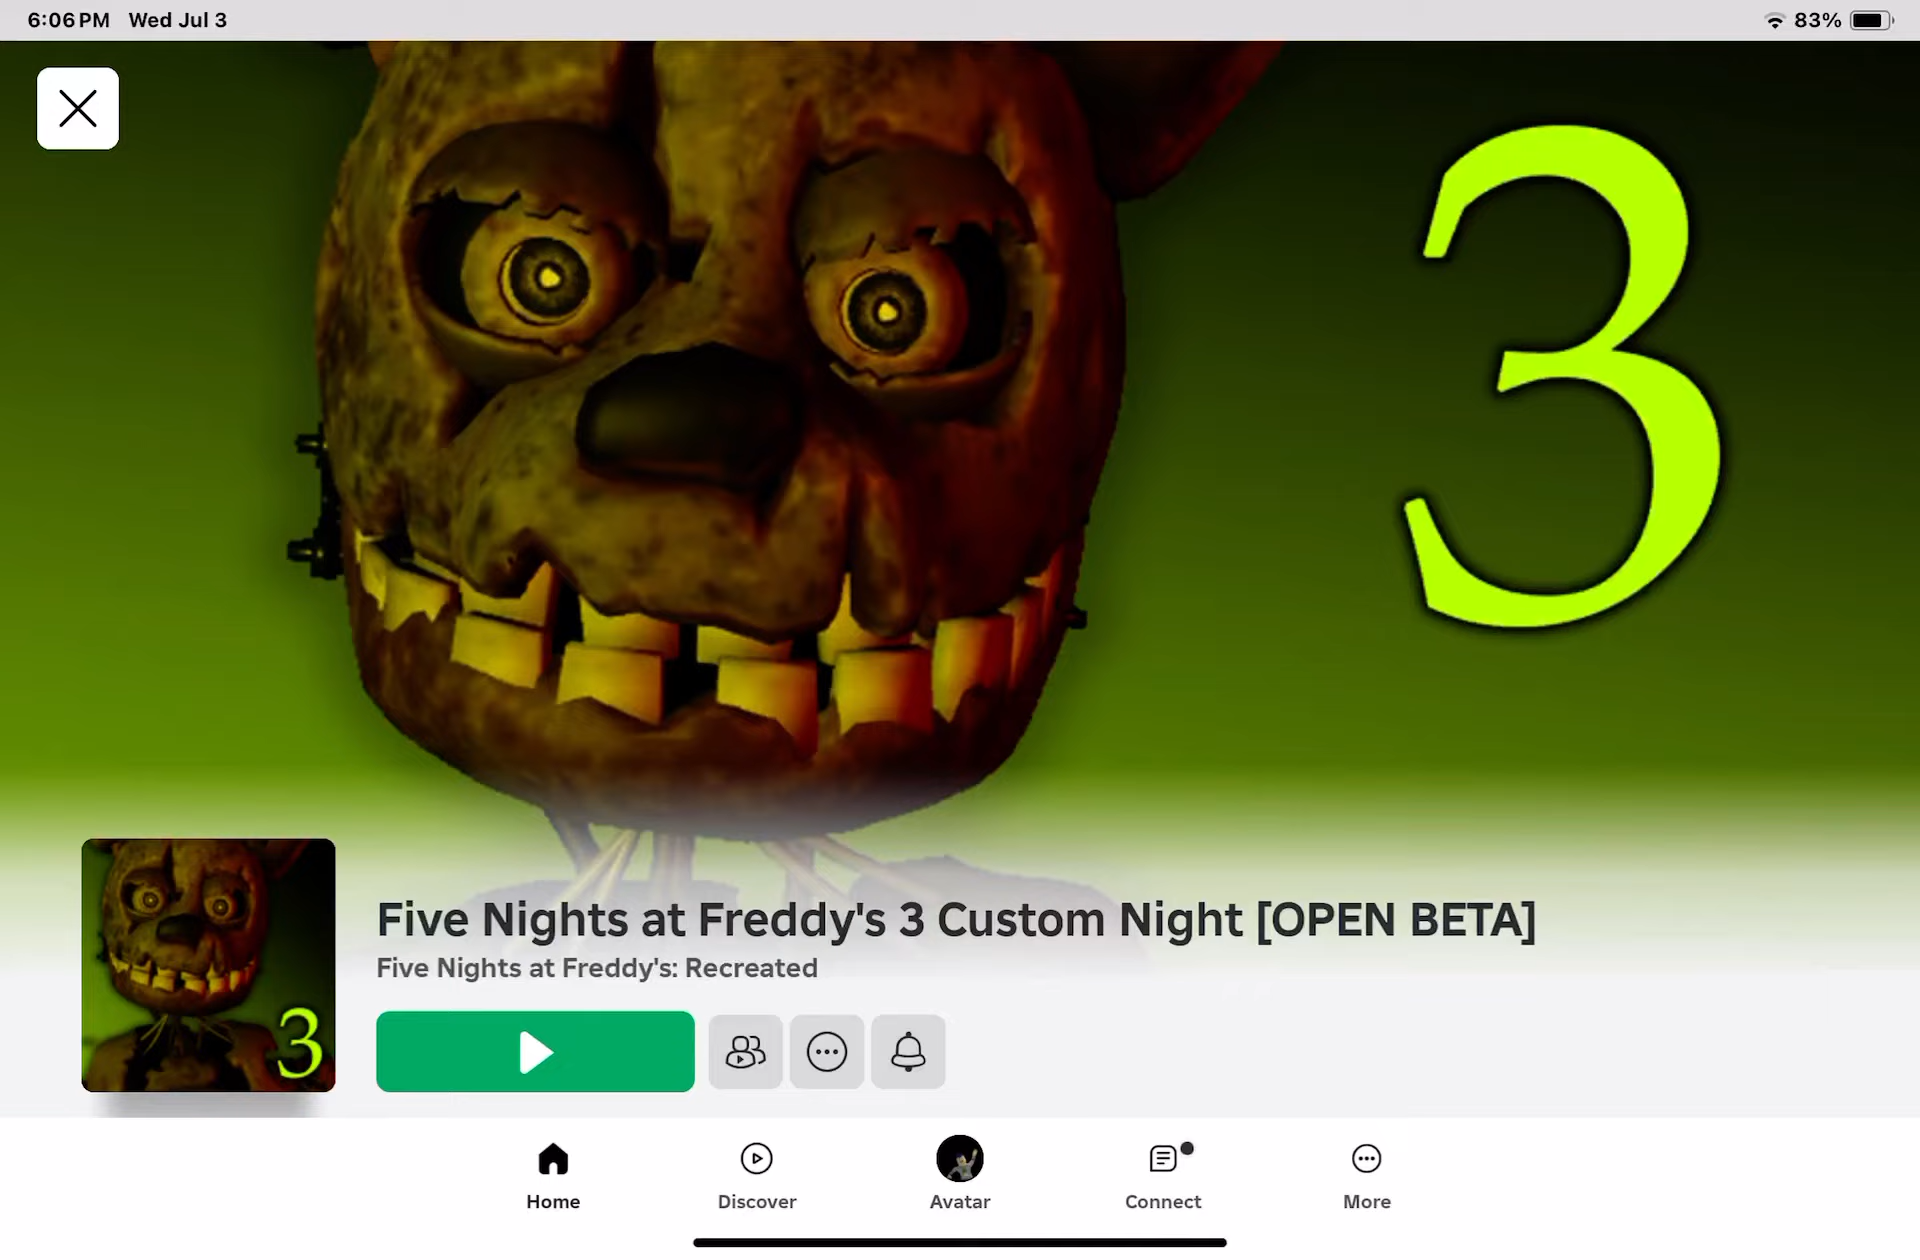 6:06 PM Wed Jul 3
83%
3
Five Nights at Freddy's 3 Custom Night [OPEN BETA]
Five Nights at Freddy's: Recreated
3
Home
Discover
Avatar
Connect
More